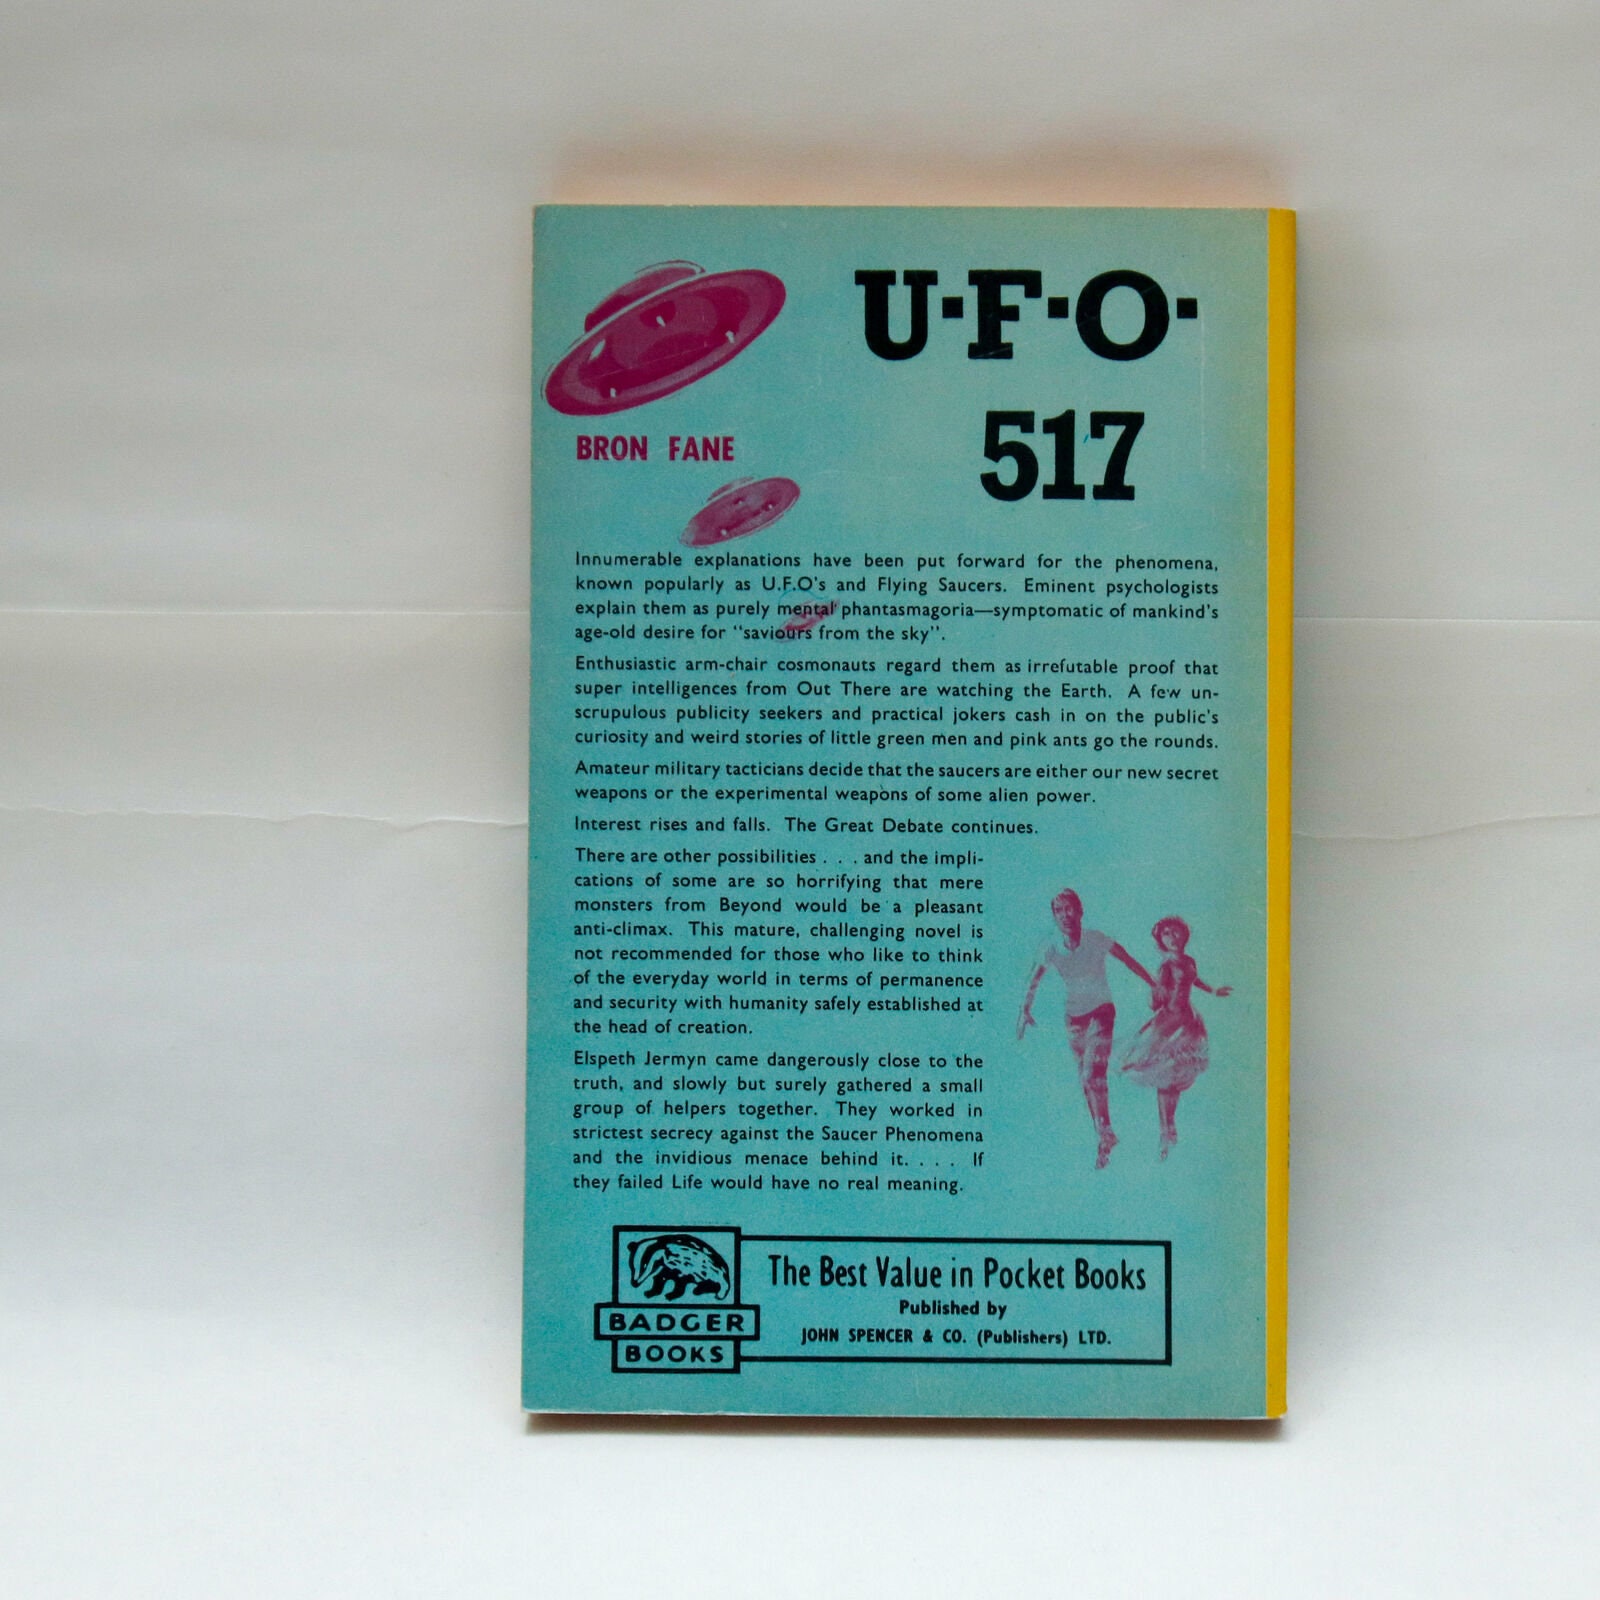 U·F·O·
517
BRON FANE
Innumerable explanations have been put forward for the phenomena,
known popularly as U.F.O's and Flying Saucers. Eminent psychologists
explain them as purely mental phantasmagoria—symptomatic of mankind's
age-old desire for "saviours from the sky".
Enthusiastic arm-chair cosmonauts regard them as irrefutable proof that
super intelligences from Out There are watching the Earth. A few un-
scrupulous publicity seekers and practical jokers cash in on the public's
curiosity and weird stories of little green men and pink ants go the rounds.
Amateur military tacticians decide that the saucers are either our new secret
weapons or the experimental weapons of some alien power.
Interest rises and falls. The Great Debate continues.
There are other possibilities . . . and the impli-
cations of some are so horrifying that mere
monsters from Beyond would be a pleasant
anti-climax. This mature, challenging novel is
not recommended for those who like to think
of the everyday world in terms of permanence
and security with humanity safely established at
the head of creation.
Elspeth Jermyn came dangerously close to the
truth, and slowly but surely gathered a small
group of helpers together. They worked in
strictest secrecy against the Saucer Phenomena
and the invidious menace behind it. . . . If
they failed Life would have no real meaning.
BADGER
BOOKS
The Best Value in Pocket Books
Published by
JOHN SPENCER & CO. (Publishers) LTD.